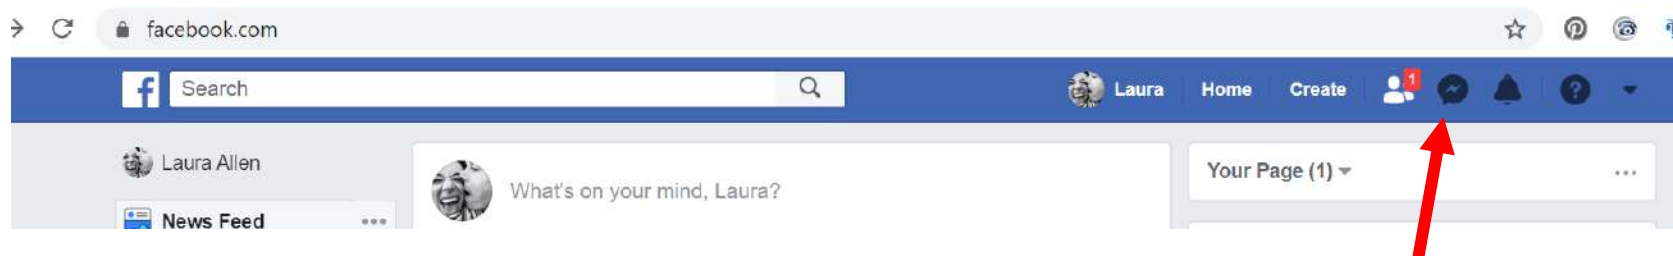 facebook.com
f Search Laura Home Create 1 ?
Laura Allen
What's on your mind, Laura?
Your Page (1)
News Feed